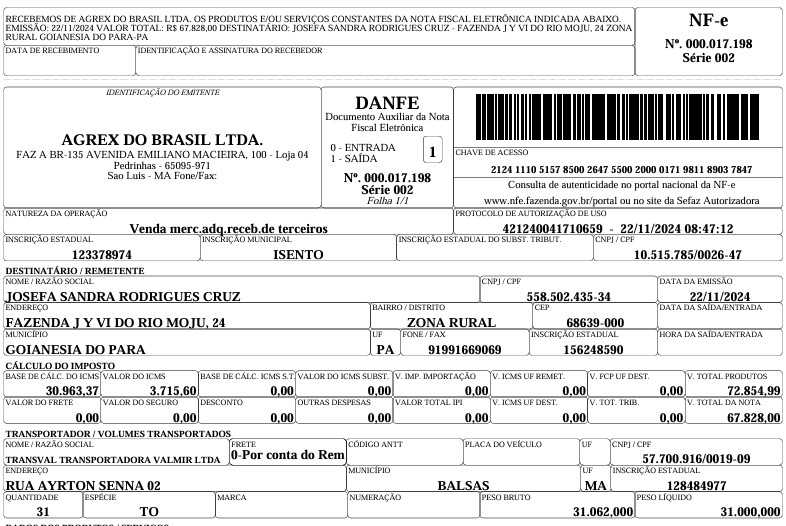 RECEBEMOS DE AGREX DO BRASIL LTDA. OS PRODUTOS E/OU SERVIÇOS CONSTANTES DA NOTA FISCAL ELETRÔNICA INDICADA ABAIXO.
EMISSÃO: 22/11/2024 VALOR TOTAL: R$ 67.828,00 DESTINATÁRIO: JOSEFA SANDRA RODRIGUES CRUZ - FAZENDA J Y VI DO RIO MOJU, 24 ZONA
RURAL GOIANESIA DO PARA-PA
NF-e
Nº. 000.017.198
Série 002
DATA DE RECEBIMENTO IDENTIFICAÇÃO E ASSINATURA DO RECEBEDOR
IDENTIFICAÇÃO DO EMITENTE
AGREX DO BRASIL LTDA.
FAZ A BR-135 AVENIDA EMILIANO MACIEIRA, 100 - Loja 04
Pedrinhas - 65095-971
Sao Luis - MA Fone/Fax:
DANFE
Documento Auxiliar da Nota
Fiscal Eletrônica
0 - ENTRADA
1 - SAÍDA
1
Nº. 000.017.198
Série 002
Folha 1/1
CHAVE DE ACESSO
2124 1110 5157 8500 2647 5500 2000 0171 9811 8903 7847
Consulta de autenticidade no portal nacional da NF-e
www.nfe.fazenda.gov.br/portal ou no site da Sefaz Autorizadora
NATUREZA DA OPERAÇÃO PROTOCOLO DE AUTORIZAÇÃO DE USO
Venda merc.adq.receb.de terceiros 421240041710659 - 22/11/2024 08:47:12
INSCRIÇÃO ESTADUAL INSCRIÇÃO MUNICIPAL INSCRIÇÃO ESTADUAL DO SUBST. TRIBUT. CNPJ / CPF
123378974 ISENTO 10.515.785/0026-47
DESTINATÁRIO / REMETENTE
NOME / RAZÃO SOCIAL CNPJ / CPF DATA DA EMISSÃO
JOSEFA SANDRA RODRIGUES CRUZ 558.502.435-34 22/11/2024
ENDEREÇO BAIRRO / DISTRITO CEP DATA DA SAÍDA/ENTRADA
FAZENDA J Y VI DO RIO MOJU, 24 ZONA RURAL 68639-000
MUNICÍPIO UF FONE / FAX INSCRIÇÃO ESTADUAL HORA DA SAÍDA/ENTRADA
GOIANESIA DO PARA PA 91991669069 156248590
CÁLCULO DO IMPOSTO
BASE DE CÁLC. DO ICMS VALOR DO ICMS BASE DE CÁLC. ICMS S.T. VALOR DO ICMS SUBST. V. IMP. IMPORTAÇÃO V. ICMS UF REMET. V. FCP UF DEST. V. TOTAL PRODUTOS
30.963,37 3.715,60 0,00 0,00 0,00 0,00 0,00 72.854,99
VALOR DO FRETE VALOR DO SEGURO DESCONTO OUTRAS DESPESAS VALOR TOTAL IPI V. ICMS UF DEST. V. TOT. TRIB. V. TOTAL DA NOTA
0,00 0,00 0,00 0,00 0,00 0,00 0,00 67.828,00
TRANSPORTADOR / VOLUMES TRANSPORTADOS
NOME / RAZÃO SOCIAL FRETE CÓDIGO ANTT PLACA DO VEÍCULO UF CNPJ / CPF
TRANSVAL TRANSPORTADORA VALMIR LTDA 0-Por conta do Rem 57.700.916/0019-09
ENDEREÇO MUNICÍPIO UF INSCRIÇÃO ESTADUAL
RUA AYRTON SENNA 02 BALSAS MA 128484977
QUANTIDADE ESPÉCIE MARCA NUMERAÇÃO PESO BRUTO PESO LÍQUIDO
31 TO 31.062,000 31.000,000